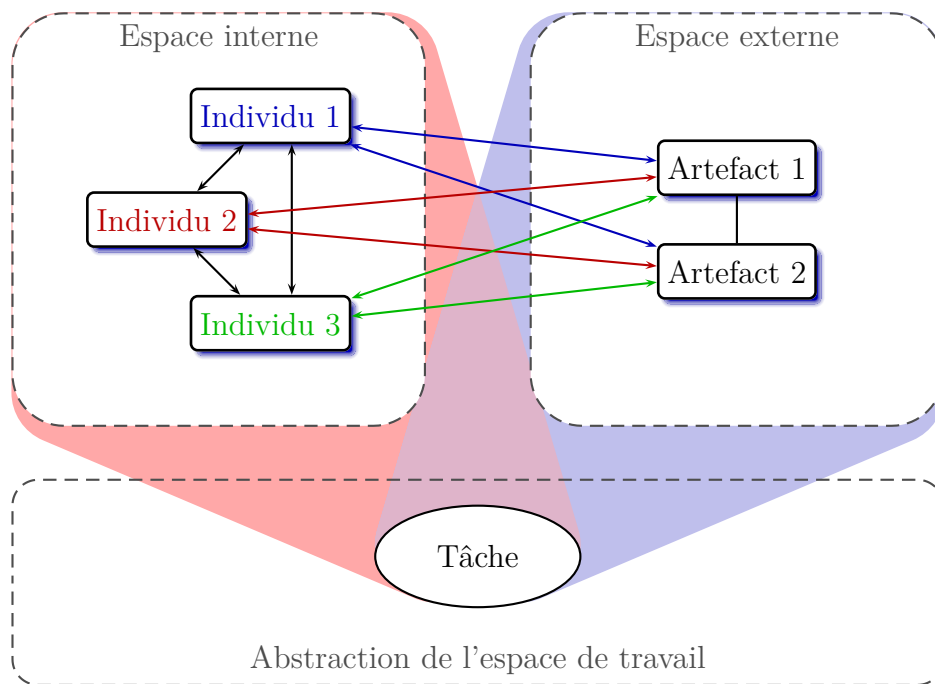 Espace interne
Espace externe
Individu 1
Artefact 1
Individu 2
Artefact 2
Individu 3
Tâche
Abstraction de l'espace de travail